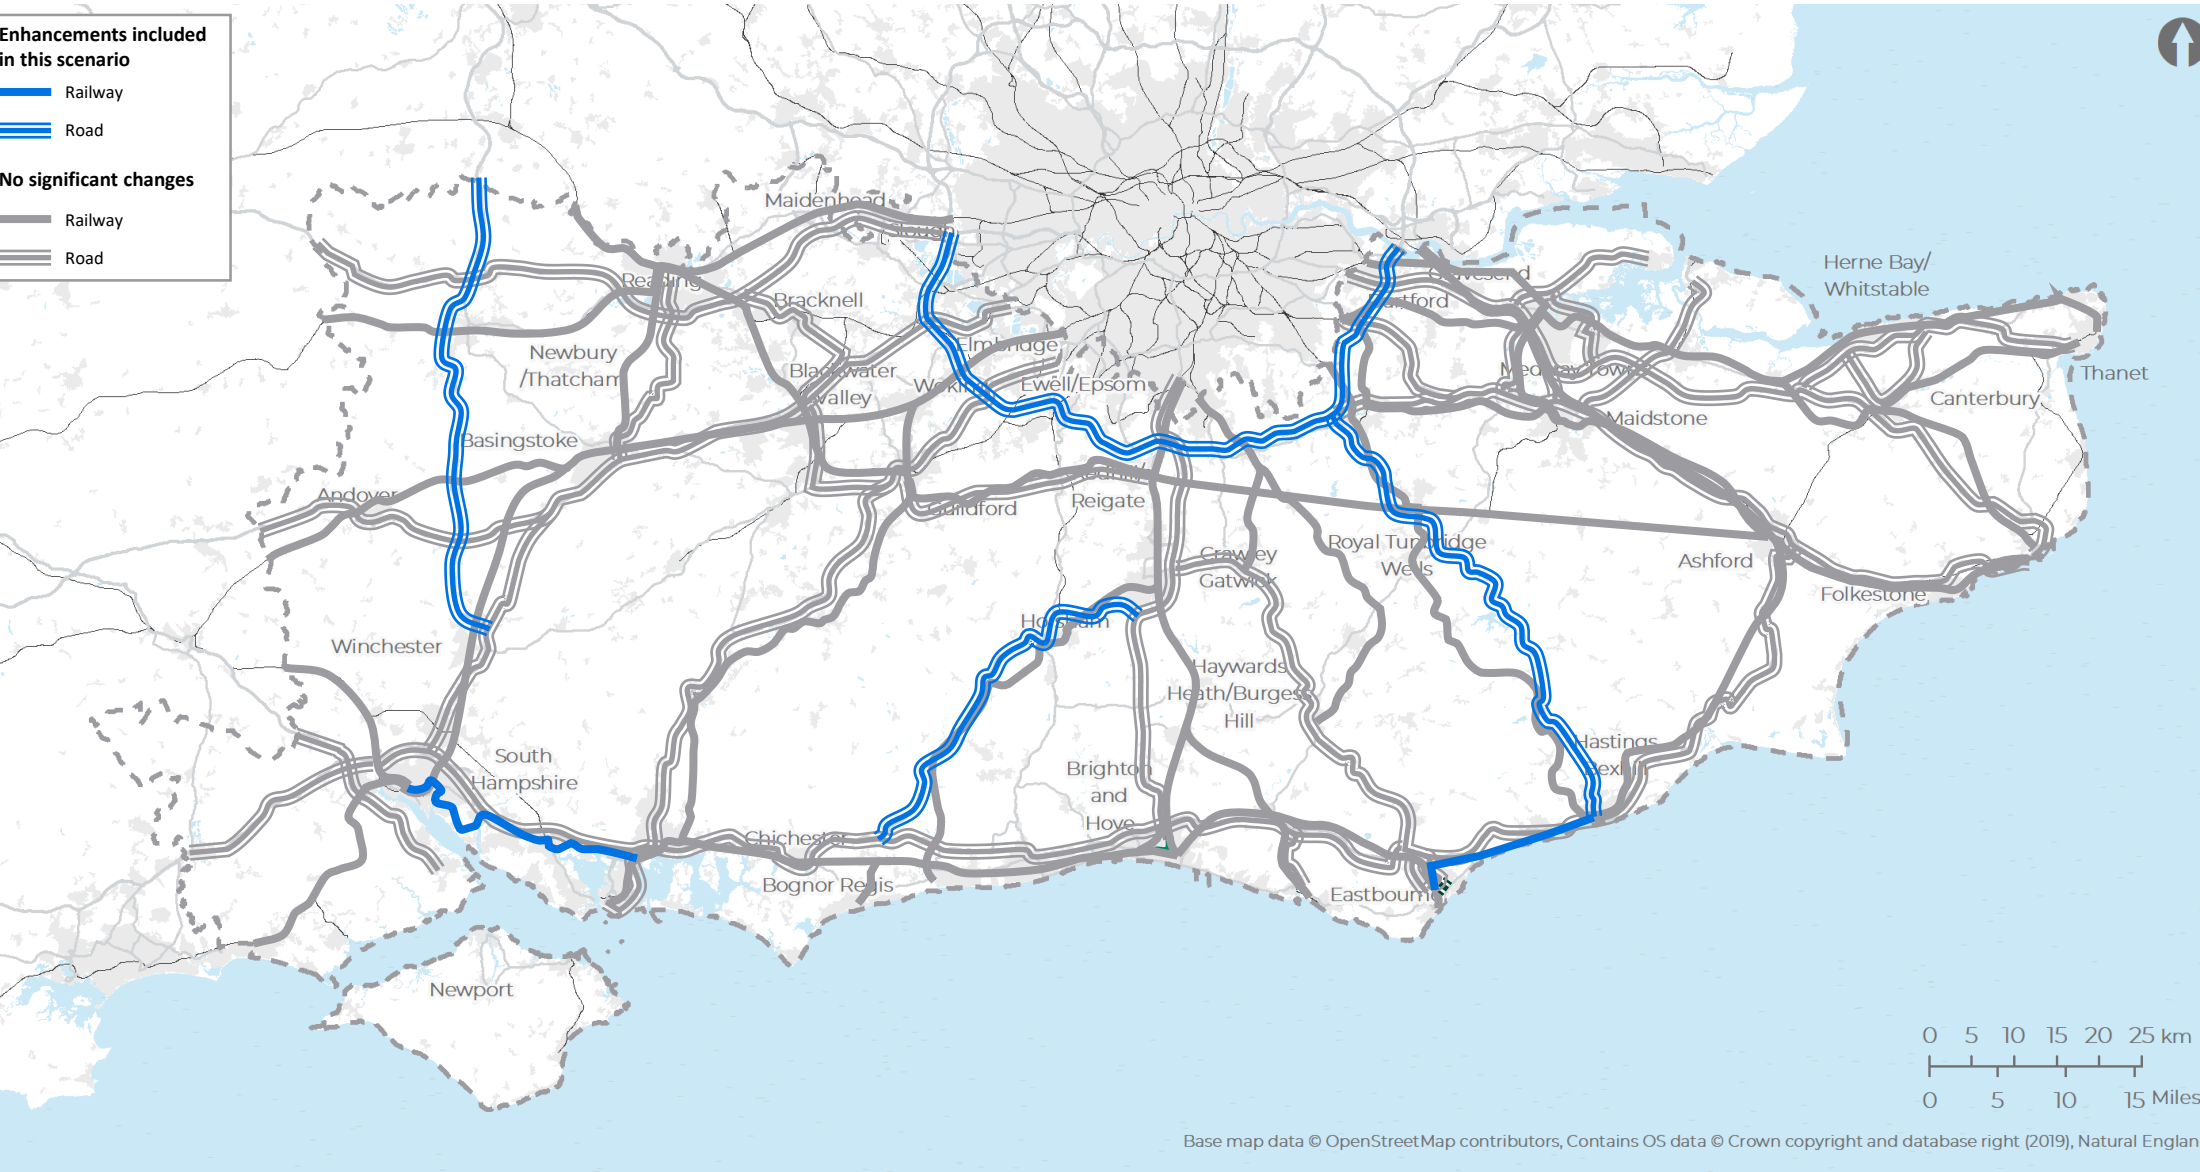 Enhancements included
in this scenario
Railway
Road
No significant changes
Railway
Road
Maidenhead
Slough
Reading
Bracknell
Gravesend
Dartford
Herne Bay/
Whitstable
Elmbridge
Newbury
/Thatcham
Blackwater
Valley
Woking
Ewell/Epsom
Medway Towns
Thanet
Canterbury
Maidstone
Basingstoke
Andover
Guildford
Redhill/
Reigate
Royal Tunbridge
Wells
Crawley
Gatwick
Ashford
Folkestone
Horsham
Winchester
Haywards
Heath/Burgess
Hill
South
Hampshire
Hastings
Bexhill
Brighton
and
Hove
Chichester
Bognor Regis
Eastbourne
Newport
0 5 10 15 20 25 km
0 5 10 15 Miles
Base map data © OpenStreetMap contributors, Contains OS data © Crown copyright and database right (2019), Natural Englan